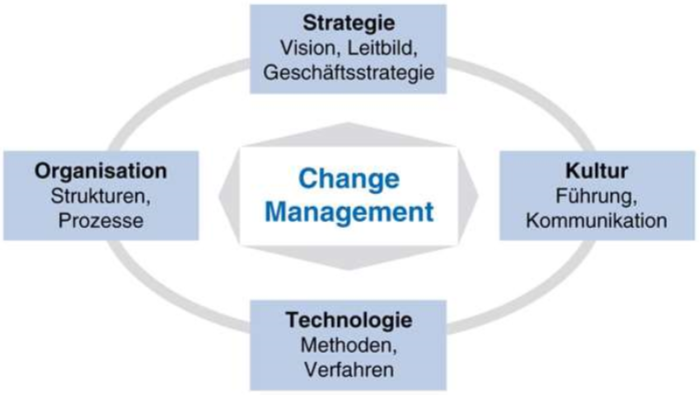 Strategie
Vision, Leitbild,
Geschäftsstrategie
Organisation
Strukturen,
Prozesse
Change
Management
Kultur
Führung,
Kommunikation
Technologie
Methoden,
Verfahren